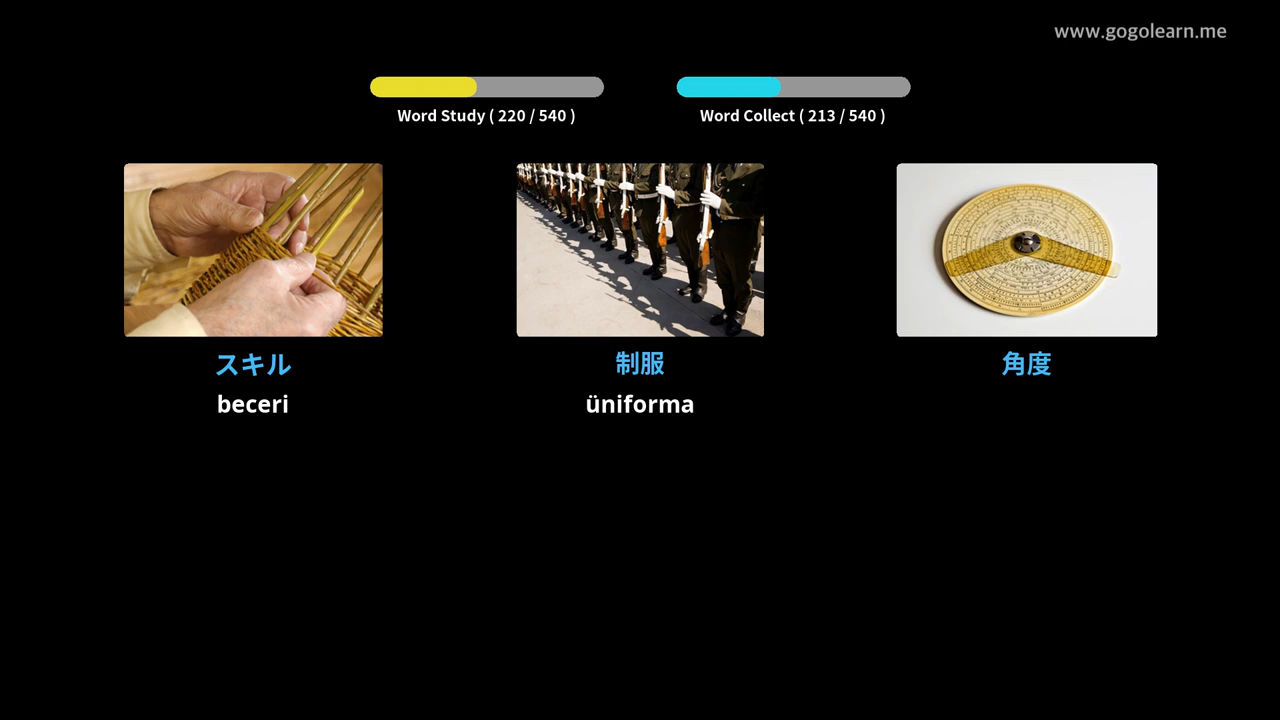 www.gogolearn.me
Word Study ( 220 / 540 )
Word Collect ( 213 / 540 )
スキル
制服
角度
beceri
üniforma